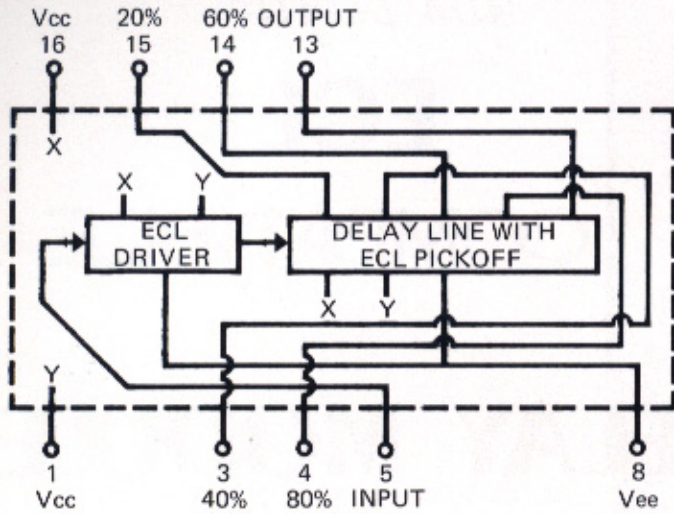 Vcc 20% 60% OUTPUT
16 15 14 13
X
X Y
ECL DRIVER
DELAY LINE WITH ECL PICKOFF
X Y
Y
1 3 4 5 8
Vcc 40% 80% INPUT Vee